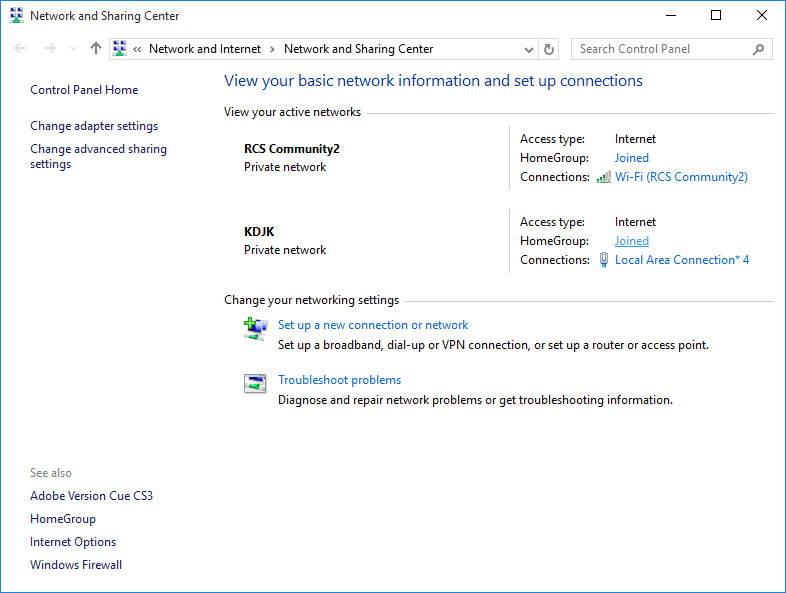 Network and Sharing Center
« Network and Internet › Network and Sharing Center
Search Control Panel
Control Panel Home
Change adapter settings
Change advanced sharing
settings
View your basic network information and set up connections
View your active networks
RCS Community2
Private network
Access type: Internet
HomeGroup: Joined
Connections: Wi-Fi (RCS Community2)
KDJK
Private network
Access type: Internet
HomeGroup: Joined
Connections: Local Area Connection* 4
Change your networking settings
Set up a new connection or network
Set up a broadband, dial-up or VPN connection, or set up a router or access point.
Troubleshoot problems
Diagnose and repair network problems or get troubleshooting information.
See also
Adobe Version Cue CS3
HomeGroup
Internet Options
Windows Firewall